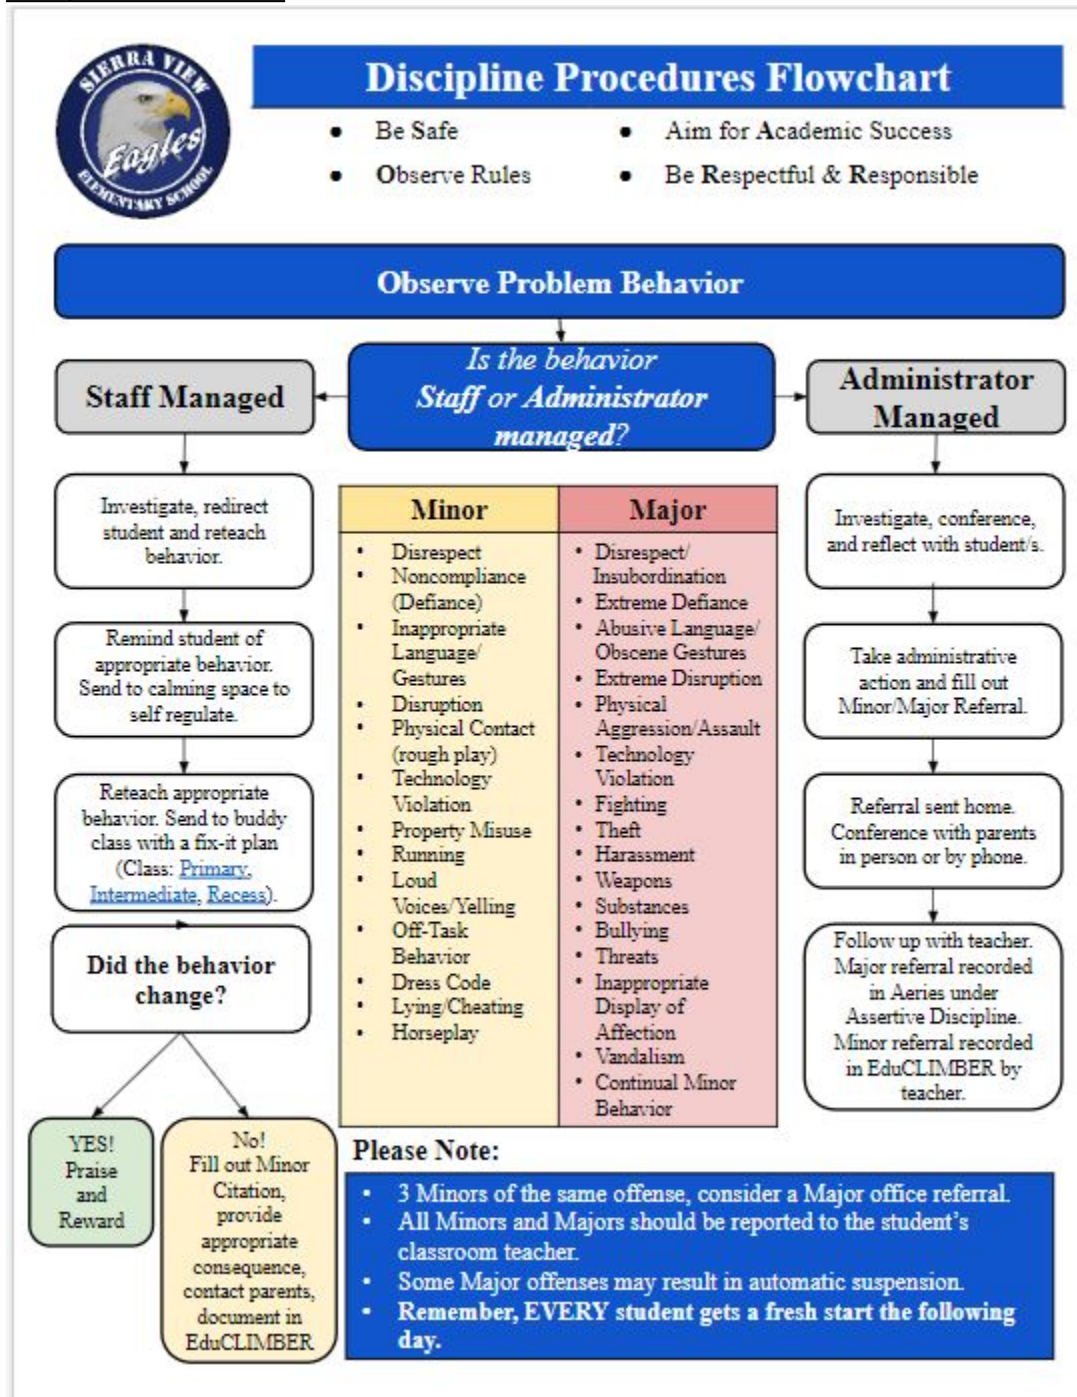 SIERRA VIEW
Eagles
ELEMENTARY SCHOOL
Discipline Procedures Flowchart
● Be Safe
● Observe Rules
● Aim for Academic Success
● Be Respectful & Responsible
Observe Problem Behavior
Is the behavior
Staff or Administrator
managed?
Staff Managed
Investigate, redirect
student and reteach
behavior.
Remind student of
appropriate behavior.
Send to calming space to
self regulate.
Reteach appropriate
behavior. Send to buddy
class with a fix-it plan
(Class: Primary,
Intermediate, Recess).
Did the behavior
change?
YES!
Praise
and
Reward
No!
Fill out Minor
Citation,
provide
appropriate
consequence,
contact parents,
document in
EduCLIMBER
Minor
• Disrespect
• Noncompliance
(Defiance)
• Inappropriate
Language/
Gestures
• Disruption
• Physical Contact
(rough play)
• Technology
Violation
• Property Misuse
• Running
• Loud
Voices/Yelling
• Off-Task
Behavior
• Dress Code
• Lying/Cheating
• Horseplay
Major
• Disrespect/
Insubordination
• Extreme Defiance
• Abusive Language/
Obscene Gestures
• Extreme Disruption
• Physical
Aggression/Assault
• Technology
Violation
• Fighting
• Theft
• Harassment
• Weapons
• Substances
• Bullying
• Threats
• Inappropriate
Display of
Affection
• Vandalism
• Continual Minor
Behavior
Administrator
Managed
Investigate, conference,
and reflect with student/s.
Take administrative
action and fill out
Minor/Major Referral.
Referral sent home.
Conference with parents
in person or by phone.
Follow up with teacher.
Major referral recorded
in Aeries under
Assertive Discipline.
Minor referral recorded
in EduCLIMBER by
teacher.
Please Note:
• 3 Minors of the same offense, consider a Major office referral.
• All Minors and Majors should be reported to the student's
classroom teacher.
• Some Major offenses may result in automatic suspension.
• Remember, EVERY student gets a fresh start the following
day.